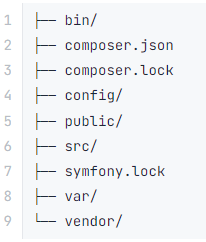 1 ├── bin/
2 ├── composer.json
3 ├── composer.lock
4 ├── config/
5 ├── public/
6 ├── src/
7 ├── symfony.lock
8 ├── var/
9 └── vendor/